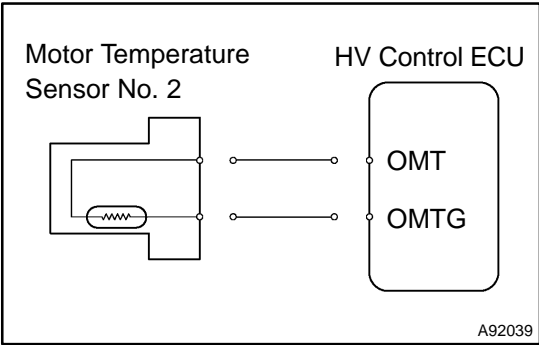 Motor Temperature
Sensor No. 2
HV Control ECU
OMT
OMTG
A92039